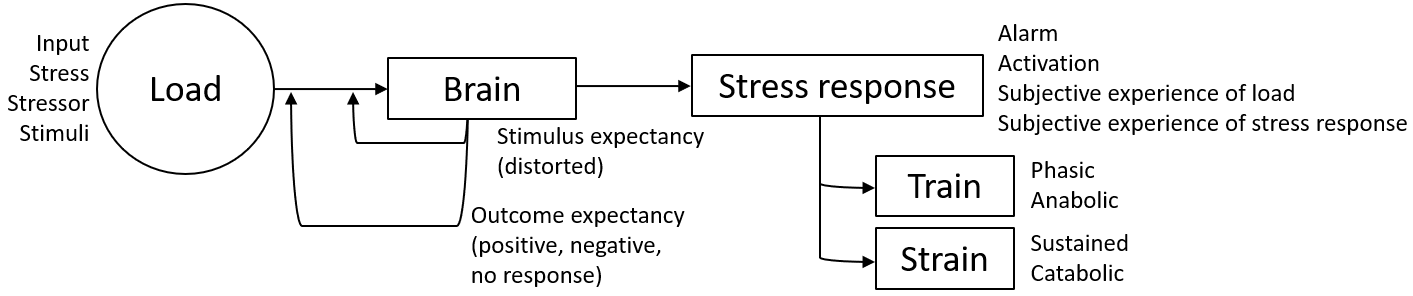 Input
Stress
Stressor
Stimuli
Load
Brain
Stimulus expectancy
(distorted)
Outcome expectancy
(positive, negative,
no response)
Stress response
Alarm
Activation
Subjective experience of load
Subjective experience of stress response
Train
Phasic
Anabolic
Strain
Sustained
Catabolic